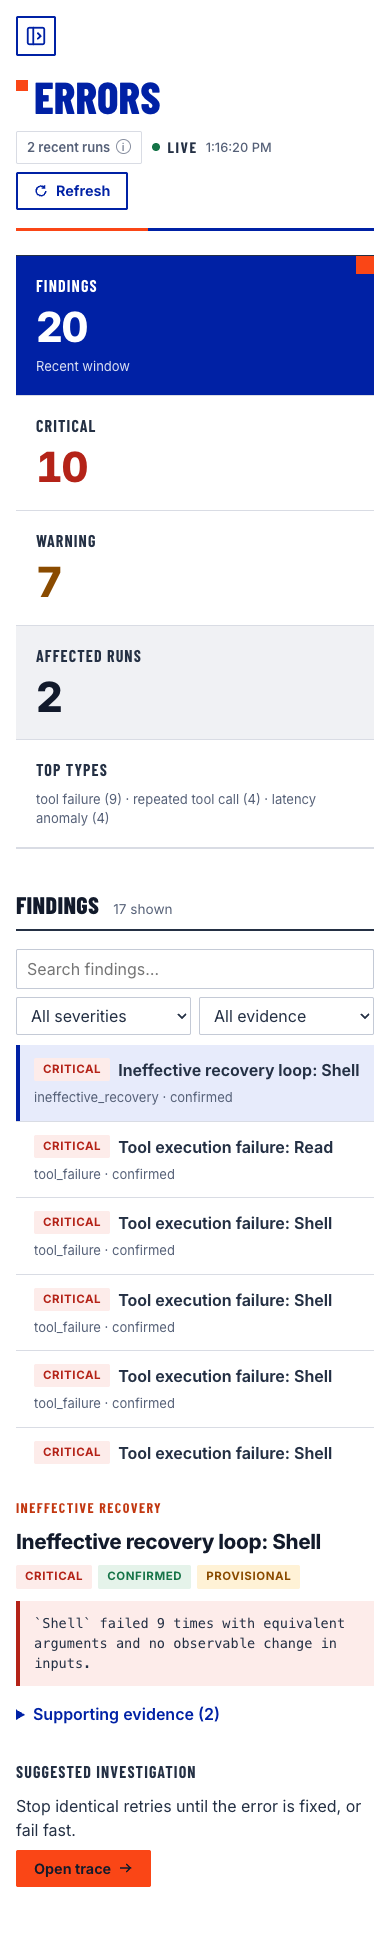 ERRORS
2 recent runs
LIVE 1:16:20 PM
Refresh
FINDINGS
20
Recent window
CRITICAL
10
WARNING
7
AFFECTED RUNS
2
TOP TYPES
tool failure (9) · repeated tool call (4) · latency
anomaly (4)
FINDINGS 17 shown
Search findings...
All severities All evidence
CRITICAL Ineffective recovery loop: Shell
ineffective_recovery · confirmed
CRITICAL Tool execution failure: Read
tool_failure · confirmed
CRITICAL Tool execution failure: Shell
tool_failure · confirmed
CRITICAL Tool execution failure: Shell
tool_failure · confirmed
CRITICAL Tool execution failure: Shell
tool_failure · confirmed
CRITICAL Tool execution failure: Shell
INEFFECTIVE RECOVERY
Ineffective recovery loop: Shell
CRITICAL CONFIRMED PROVISIONAL
`Shell` failed 9 times with equivalent
arguments and no observable change in
inputs.
Supporting evidence (2)
SUGGESTED INVESTIGATION
Stop identical retries until the error is fixed, or
fail fast.
Open trace →